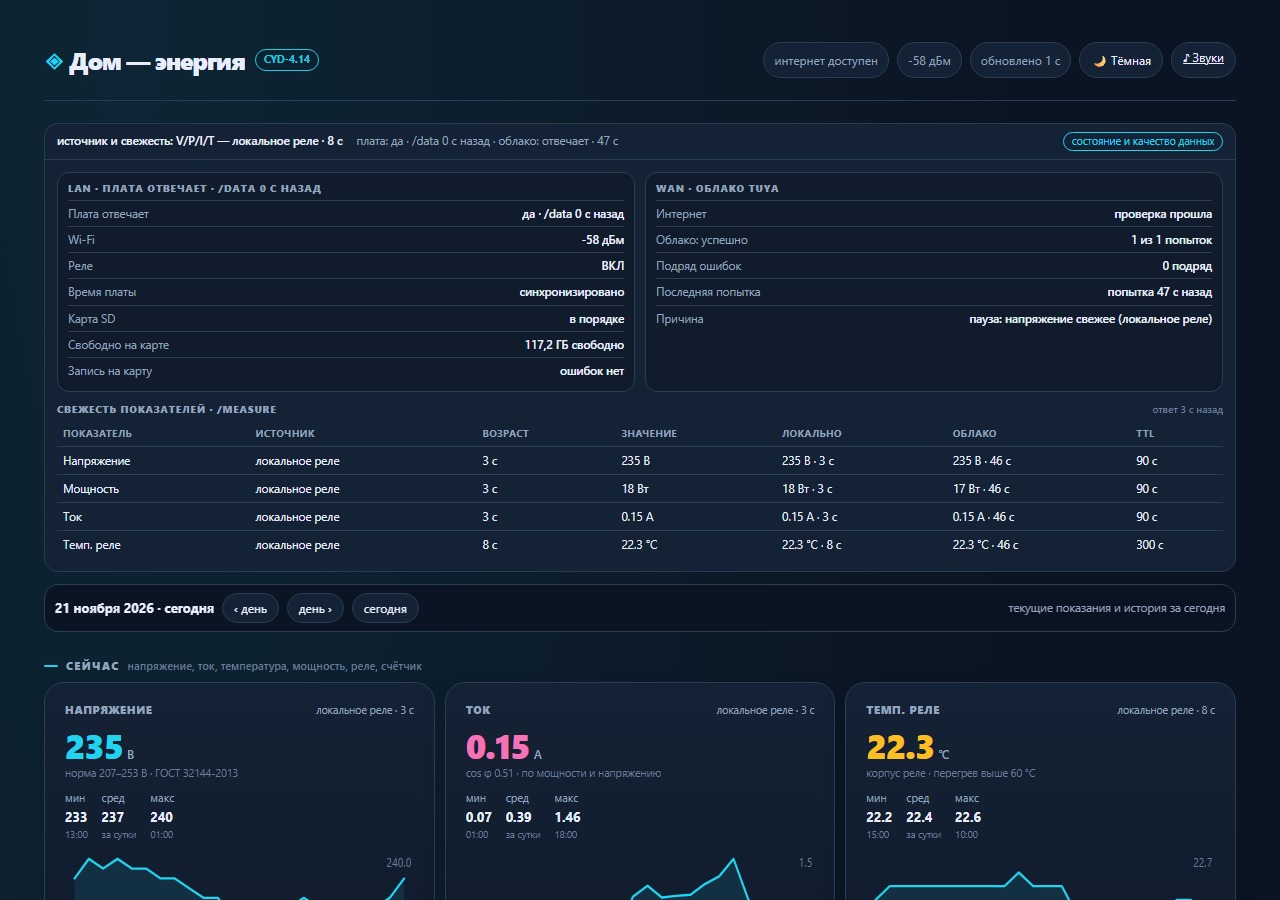 Дом — энергия CYD-4.14 интернет доступен -58 дБм обновлено 1 с 🌙 Тёмная ♪ Звуки
источник и свежесть: V/P/I/T — локальное реле · 8 с плата: да · /data 0 с назад · облако: отвечает · 47 с состояние и качество данных
LAN · ПЛАТА ОТВЕЧАЕТ · /DATA 0 С НАЗАД
Плата отвечает да · /data 0 с назад
Wi-Fi -58 дБм
Реле ВКЛ
Время платы синхронизировано
Карта SD в порядке
Свободно на карте 117,2 ГБ свободно
Запись на карту ошибок нет
WAN · ОБЛАКО TUYA
Интернет проверка прошла
Облако: успешно 1 из 1 попыток
Подряд ошибок 0 подряд
Последняя попытка попытка 47 с назад
Причина пауза: напряжение свежее (локальное реле)
СВЕЖЕСТЬ ПОКАЗАТЕЛЕЙ · /MEASURE ответ 3 с назад
ПОКАЗАТЕЛЬ ИСТОЧНИК ВОЗРАСТ ЗНАЧЕНИЕ ЛОКАЛЬНО ОБЛАКО TTL
Напряжение локальное реле 3 с 235 В 235 В · 3 с 235 В · 46 с 90 с
Мощность локальное реле 3 с 18 Вт 18 Вт · 3 с 17 Вт · 46 с 90 с
Ток локальное реле 3 с 0.15 А 0.15 А · 3 с 0.15 А · 46 с 90 с
Темп. реле локальное реле 8 с 22.3 °C 22.3 °C · 8 с 22.3 °C · 46 с 300 с
21 ноября 2026 · сегодня ‹ день день › сегодня текущие показания и история за сегодня
СЕЙЧАС напряжение, ток, температура, мощность, реле, счётчик
НАПРЯЖЕНИЕ локальное реле · 3 с
235 В
норма 207–253 В · ГОСТ 32144-2013
мин сред макс
233 237 240
13:00 за сутки 01:00
240.0
ТОК локальное реле · 3 с
0.15 А
cos φ 0.51 · по мощности и напряжению
мин сред макс
0.07 0.39 1.46
01:00 за сутки 18:00
1.5
ТЕМП. РЕЛЕ локальное реле · 8 с
22.3 °C
корпус реле · перегрев выше 60 °C
мин сред макс
22.2 22.4 22.6
15:00 за сутки 10:00
22.7